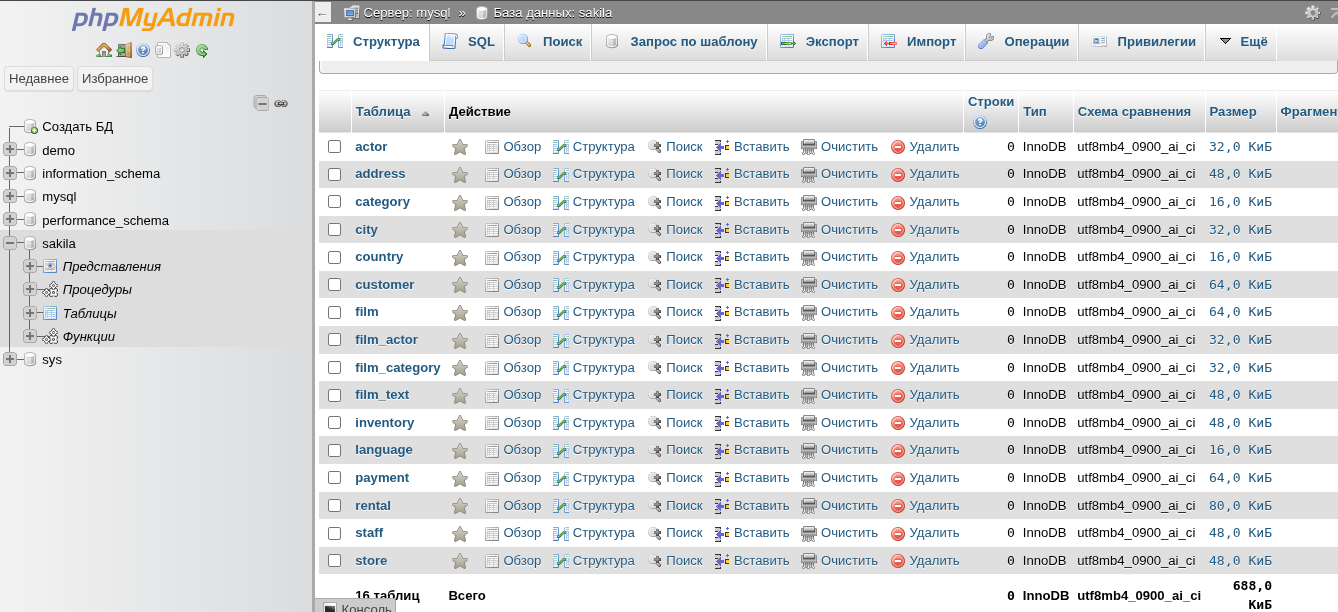 phpMyAdmin
Недавнее Избранное
Создать БД
demo
information_schema
mysql
performance_schema
sakila
Представления
Процедуры
Таблицы
Функции
sys
Сервер: mysql » База данных: sakila
Структура SQL Поиск Запрос по шаблону Экспорт Импорт Операции Привилегии Ещё
Таблица Действие Строки Тип Схема сравнения Размер Фрагмен
actor Обзор Структура Поиск Вставить Очистить Удалить 0 InnoDB utf8mb4_0900_ai_ci 32,0 КиБ
address Обзор Структура Поиск Вставить Очистить Удалить 0 InnoDB utf8mb4_0900_ai_ci 48,0 КиБ
category Обзор Структура Поиск Вставить Очистить Удалить 0 InnoDB utf8mb4_0900_ai_ci 16,0 КиБ
city Обзор Структура Поиск Вставить Очистить Удалить 0 InnoDB utf8mb4_0900_ai_ci 32,0 КиБ
country Обзор Структура Поиск Вставить Очистить Удалить 0 InnoDB utf8mb4_0900_ai_ci 16,0 КиБ
customer Обзор Структура Поиск Вставить Очистить Удалить 0 InnoDB utf8mb4_0900_ai_ci 64,0 КиБ
film Обзор Структура Поиск Вставить Очистить Удалить 0 InnoDB utf8mb4_0900_ai_ci 64,0 КиБ
film_actor Обзор Структура Поиск Вставить Очистить Удалить 0 InnoDB utf8mb4_0900_ai_ci 32,0 КиБ
film_category Обзор Структура Поиск Вставить Очистить Удалить 0 InnoDB utf8mb4_0900_ai_ci 32,0 КиБ
film_text Обзор Структура Поиск Вставить Очистить Удалить 0 InnoDB utf8mb4_0900_ai_ci 48,0 КиБ
inventory Обзор Структура Поиск Вставить Очистить Удалить 0 InnoDB utf8mb4_0900_ai_ci 48,0 КиБ
language Обзор Структура Поиск Вставить Очистить Удалить 0 InnoDB utf8mb4_0900_ai_ci 16,0 КиБ
payment Обзор Структура Поиск Вставить Очистить Удалить 0 InnoDB utf8mb4_0900_ai_ci 64,0 КиБ
rental Обзор Структура Поиск Вставить Очистить Удалить 0 InnoDB utf8mb4_0900_ai_ci 80,0 КиБ
staff Обзор Структура Поиск Вставить Очистить Удалить 0 InnoDB utf8mb4_0900_ai_ci 48,0 КиБ
store Обзор Структура Поиск Вставить Очистить Удалить 0 InnoDB utf8mb4_0900_ai_ci 48,0 КиБ
16 таблиц Всего 0 InnoDB utf8mb4_0900_ai_ci 688,0
КиБ
Консоль